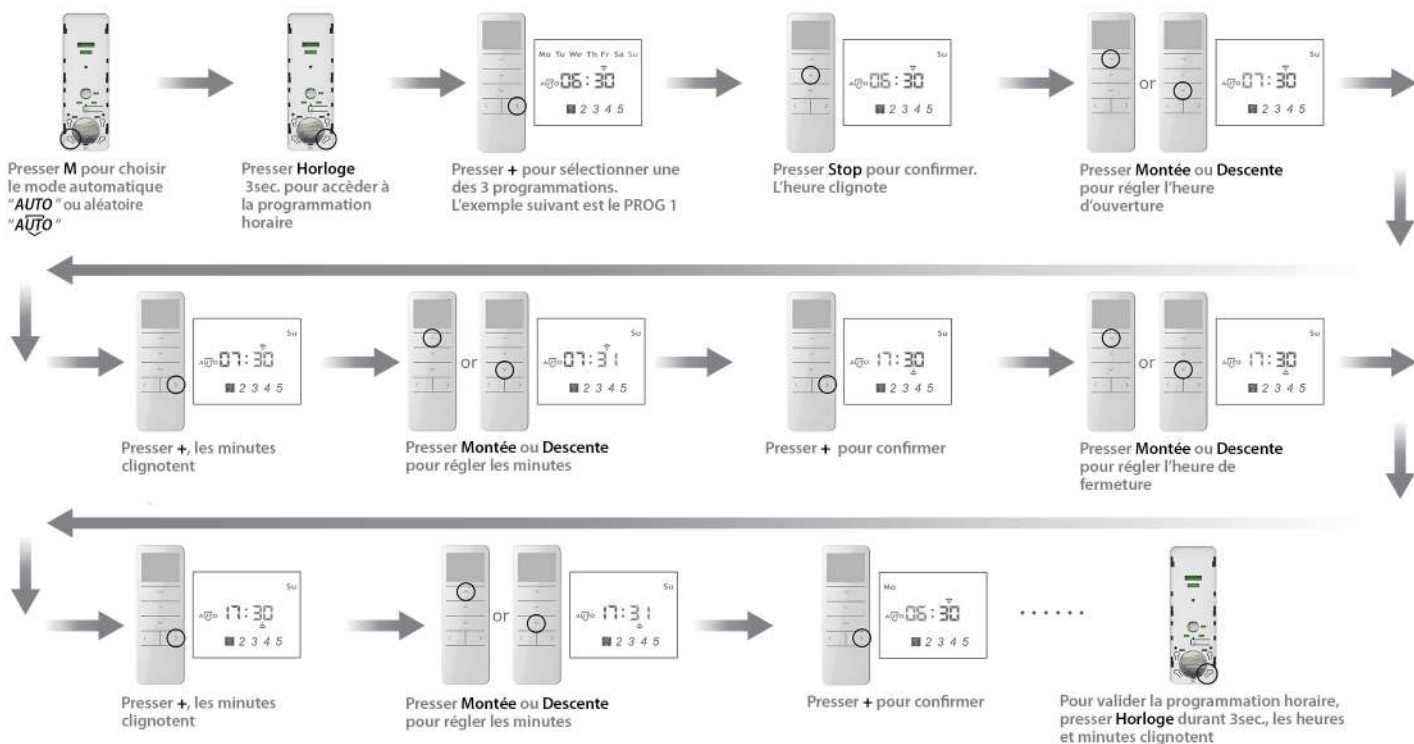 Presser M pour choisir
le mode automatique
"AUTO" ou aléatoire
"AUTO"
Presser Horloge
3sec. pour accèder à
la programmation
horaire
Mo Tu We Th Fr Sa Su
AUTO 06:30
1 2 3 4 5
Presser + pour sélectionner une
des 3 programmations.
L'exemple suivant est le PROG 1
Su
AUTO 06:30
1 2 3 4 5
Presser Stop pour confirmer.
L'heure clignote
or
Su
AUTO 07:30
1 2 3 4 5
Presser Montée ou Descente
pour régler l'heure
d'ouverture
Su
AUTO 07:30
1 2 3 4 5
Presser +, les minutes
clignotent
or
Su
AUTO 07:31
1 2 3 4 5
Presser Montée ou Descente
pour régler les minutes
Su
AUTO 17:30
1 2 3 4 5
Presser + pour confirmer
or
Su
AUTO 17:30
1 2 3 4 5
Presser Montée ou Descente
pour régler l'heure de
fermeture
Su
AUTO 17:30
1 2 3 4 5
Presser +, les minutes
clignotent
or
Su
AUTO 17:31
1 2 3 4 5
Presser Montée ou Descente
pour régler les minutes
Mo
AUTO 06:30
1 2 3 4 5
Presser + pour confirmer
......
Pour valider la programmation horaire,
presser Horloge durant 3sec., les heures
et minutes clignotent